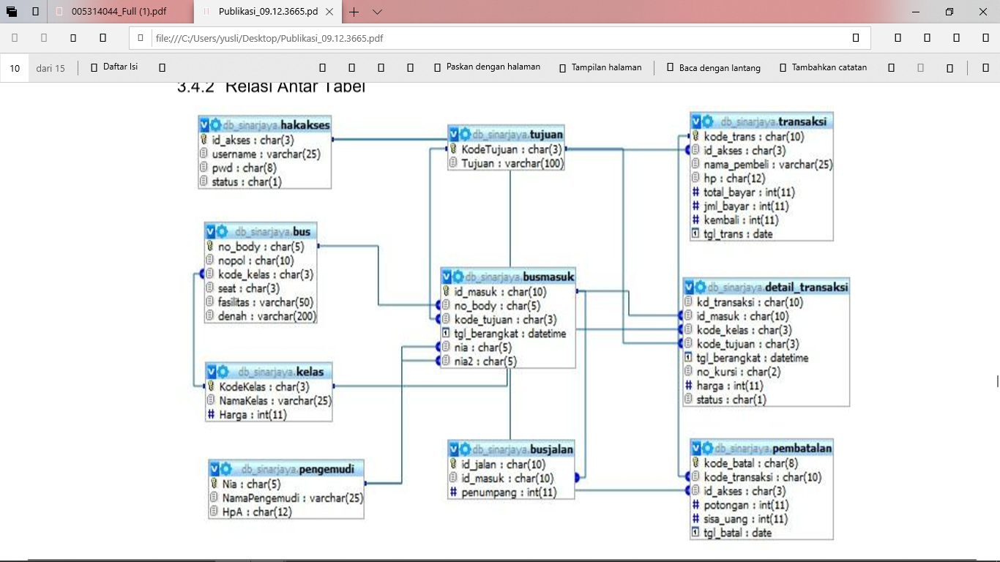 005314044_Full (1).pdf
Publikasi_09.12.3665.pd
file:///C:/Users/yusli/Desktop/Publikasi_09.12.3665.pdf
10 dari 15
Daftar Isi
Paskan dengan halaman
Tampilan halaman
Baca dengan lantang
Tambahkan catatan
3.4.2 Relasi Antar Tabel
db_sinarjaya.hakakses
id_akses : char(3)
username : varchar(25)
pwd : char(8)
status : char(1)
db_sinarjaya.tujuan
KodeTujuan : char(3)
Tujuan : varchar(100)
db_sinarjaya.transaksi
kode_trans : char(10)
id_akses : char(3)
nama_pembeli : varchar(25)
hp : char(12)
# total_bayar : int(11)
# jml_bayar : int(11)
# kembali : int(11)
tgl_trans : date
db_sinarjaya.bus
no_body : char(5)
nopol : char(10)
kode_kelas : char(3)
seat : char(3)
fasilitas : varchar(50)
denah : varchar(200)
db_sinarjaya.busmasuk
id_masuk : char(10)
no_body : char(5)
kode_tujuan : char(3)
tgl_berangkat : datetime
nia : char(5)
nia2 : char(5)
db_sinarjaya.detail_transaksi
kd_transaksi : char(10)
id_masuk : char(10)
kode_kelas : char(3)
kode_tujuan : char(3)
tgl_berangkat : datetime
no_kursi : char(2)
# harga : int(11)
status : char(1)
db_sinarjaya.kelas
KodeKelas : char(3)
NamaKelas : varchar(25)
# Harga : int(11)
db_sinarjaya.pengemudi
Nia : char(5)
NamaPengemudi : varchar(25)
HpA : char(12)
db_sinarjaya.busjalan
id_jalan : char(10)
id_masuk : char(10)
# penumpang : int(11)
db_sinarjaya.pembatalan
kode_batal : char(8)
kode_transaksi : char(10)
id_akses : char(3)
# potongan : int(11)
# sisa_uang : int(11)
tgl_batal : date